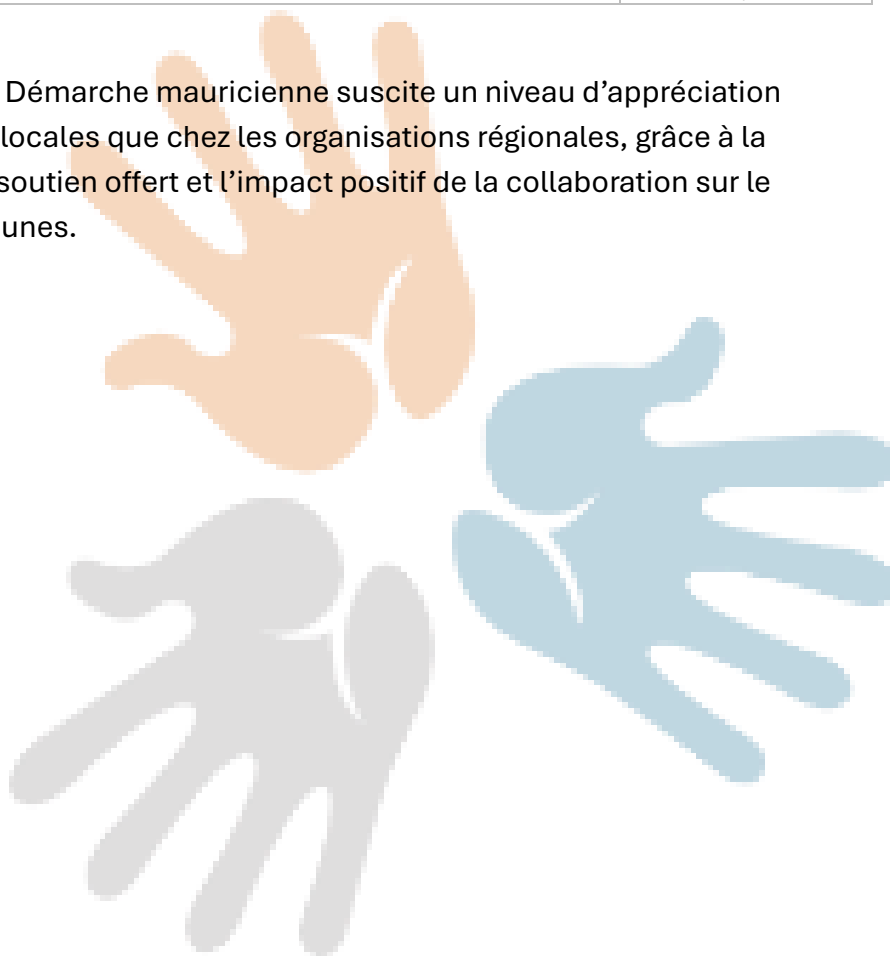 Démarche mauricienne suscite un niveau d’appréciation
locales que chez les organisations régionales, grâce à la
soutien offert et l’impact positif de la collaboration sur le
unes.